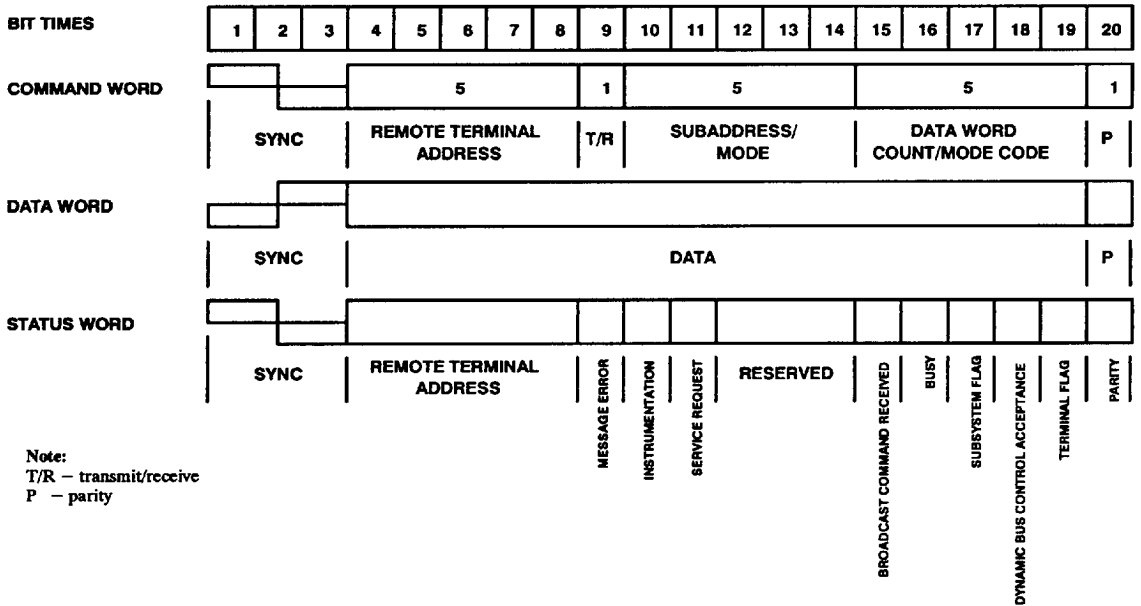 BIT TIMES 1 2 3 4 5 6 7 8 9 10 11 12 13 14 15 16 17 18 19 20
COMMAND WORD 5 1 5 5 1
SYNC REMOTE TERMINAL ADDRESS T/R SUBADDRESS/ MODE DATA WORD COUNT/MODE CODE P
DATA WORD
SYNC DATA P
STATUS WORD
SYNC REMOTE TERMINAL ADDRESS MESSAGE ERROR INSTRUMENTATION SERVICE REQUEST RESERVED BROADCAST COMMAND RECEIVED BUSY SUBSYSTEM FLAG DYNAMIC BUS CONTROL ACCEPTANCE TERMINAL FLAG PARITY
Note:
T/R – transmit/receive
P – parity